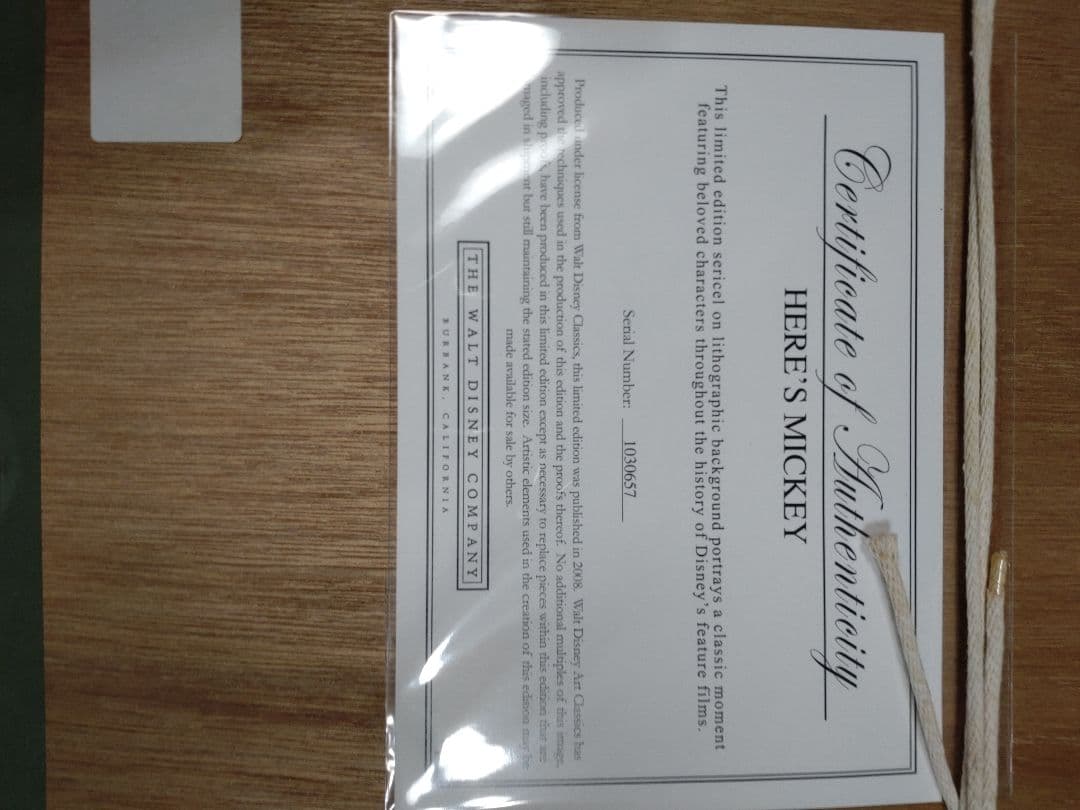 Certificate of Authenticity
HERE'S MICKEY
This limited edition sericel on lithographic background portrays a classic moment
featuring beloved characters throughout the history of Disney's feature films.
Serial Number: 1030657
Produced under license from Walt Disney Classics, this limited edition was published in 2008. Walt Disney Art Classics has
approved the techniques used in the production of this edition and the proofs thereof. No additional multiples of this image,
including proofs, have been produced in this limited edition except as necessary to replace pieces within this edition that are
in shipment but still maintaining the stated edition size. Artistic elements used in the creation of this edition may be
made available for sale by others.
THE WALT DISNEY COMPANY
BURBANK, CALIFORNIA